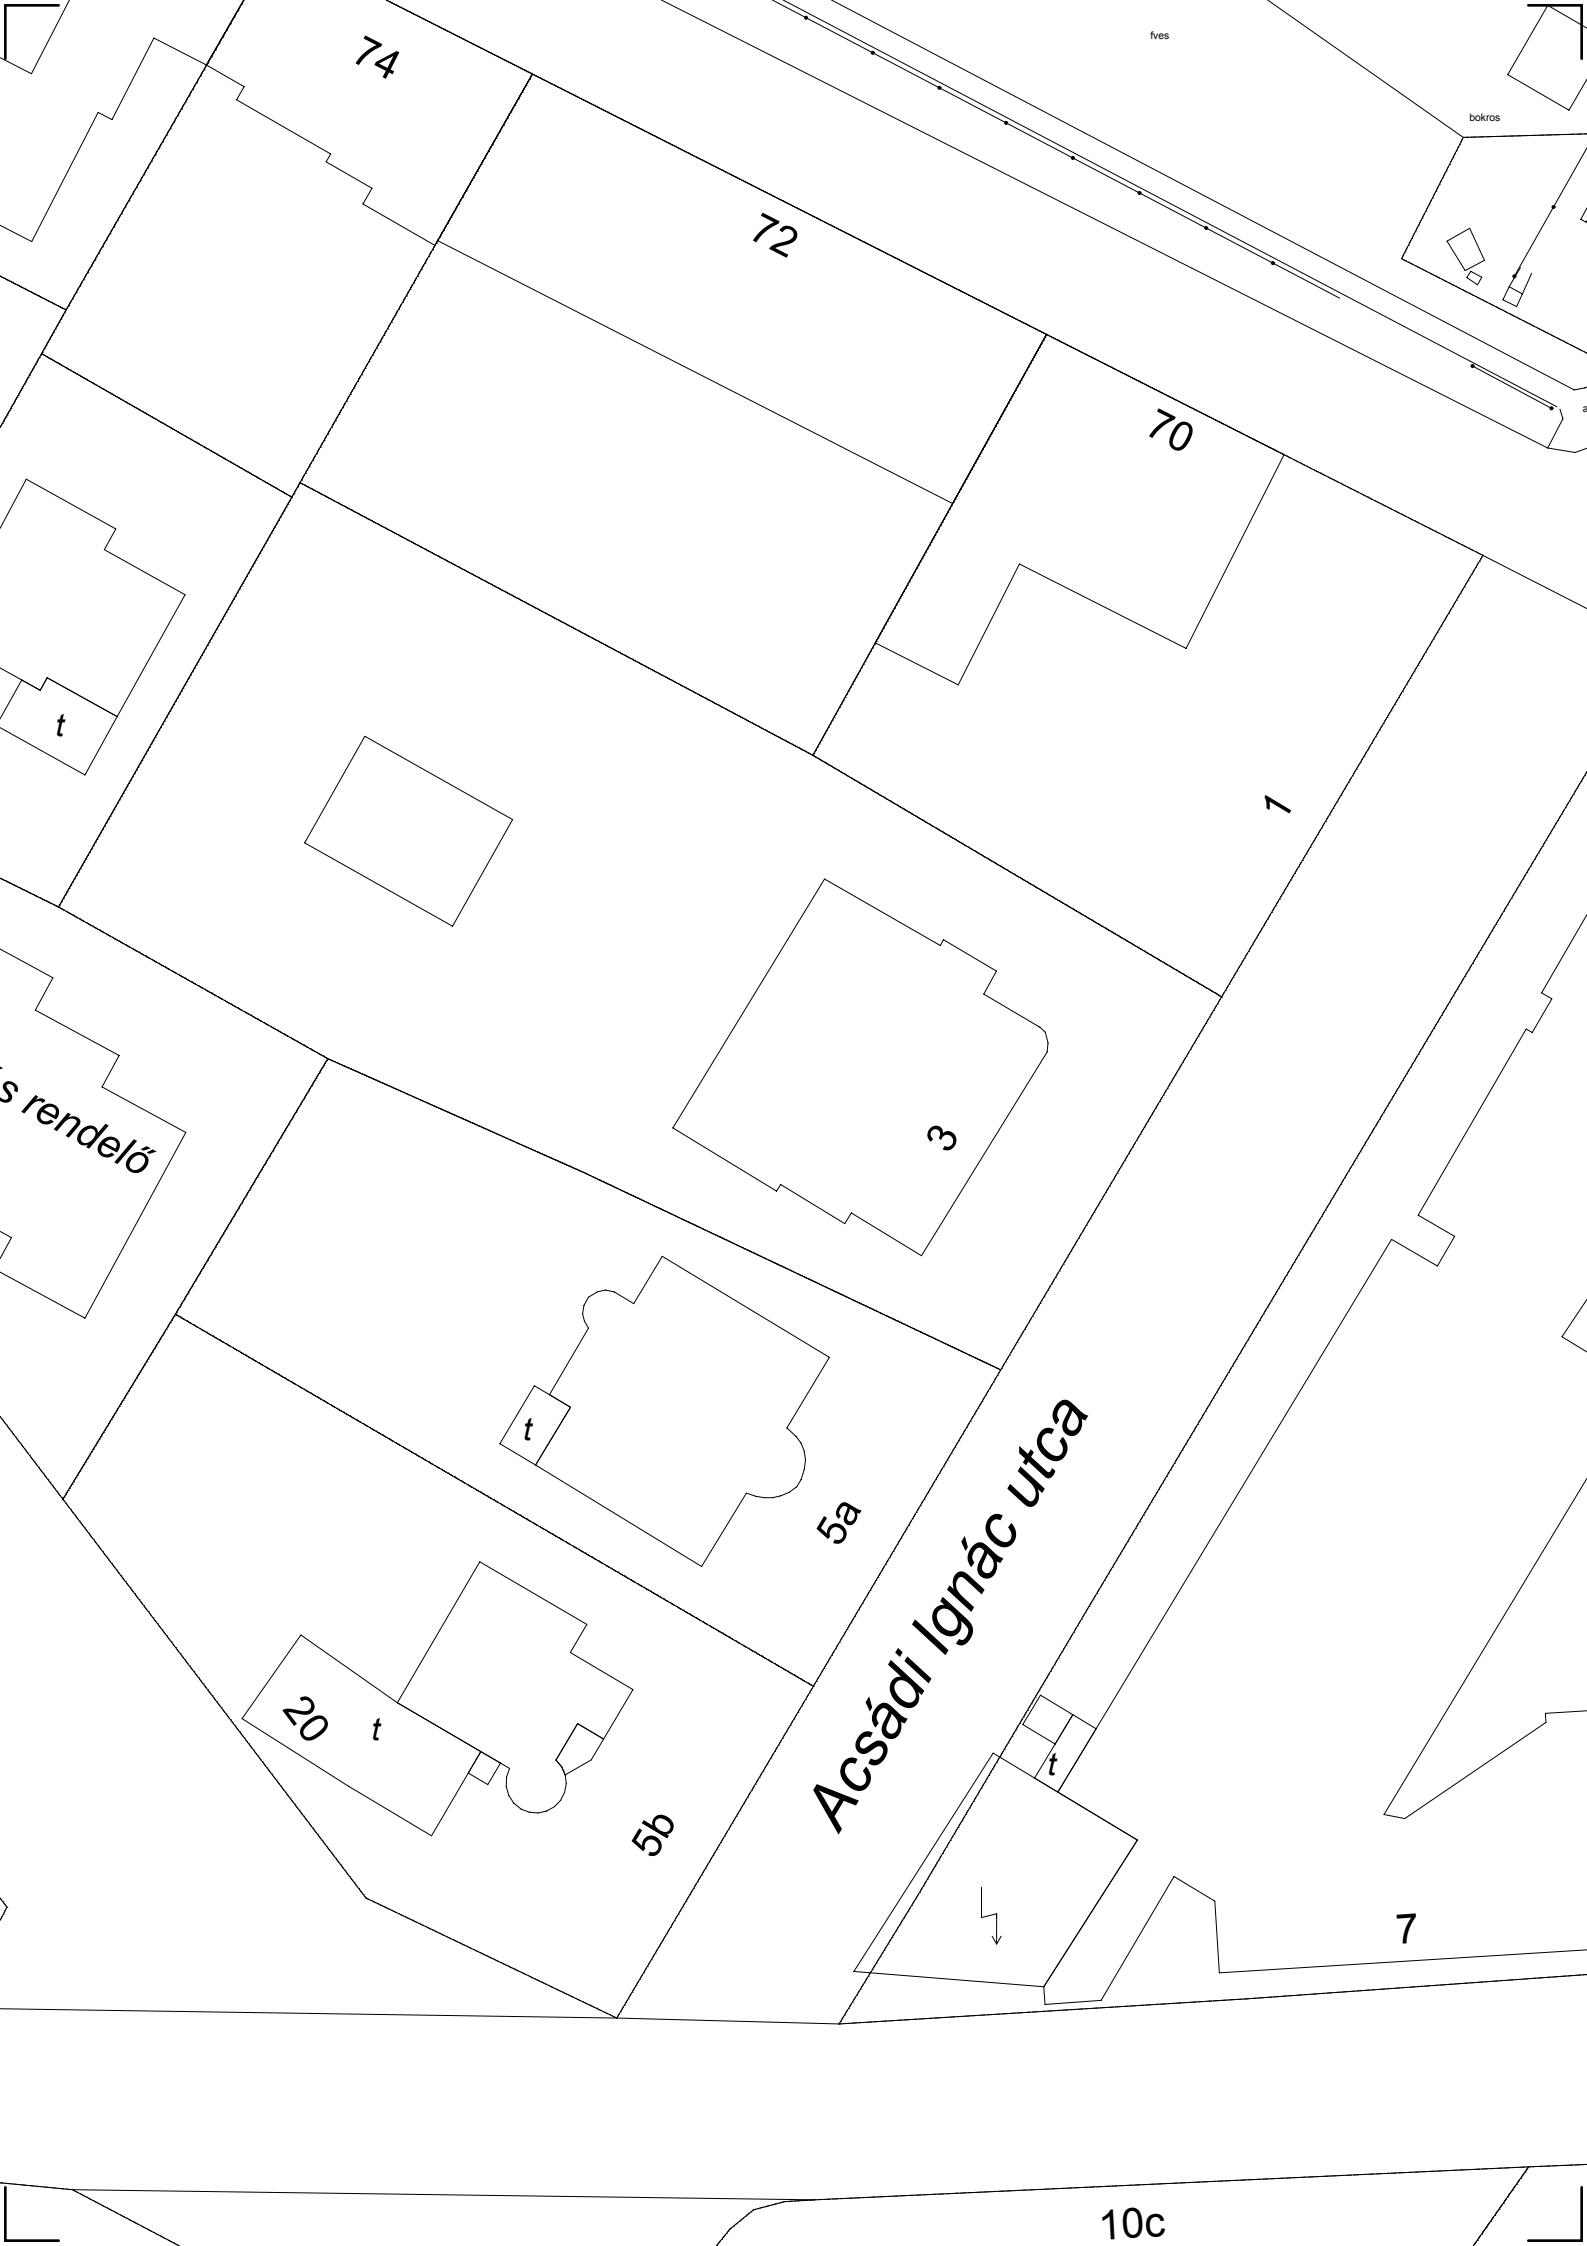 fves
74
bokros
72
70
a
t
1
s rendelő
3
t
5a
Acsádi Ignác utca
20
t
t
5b
7
10c